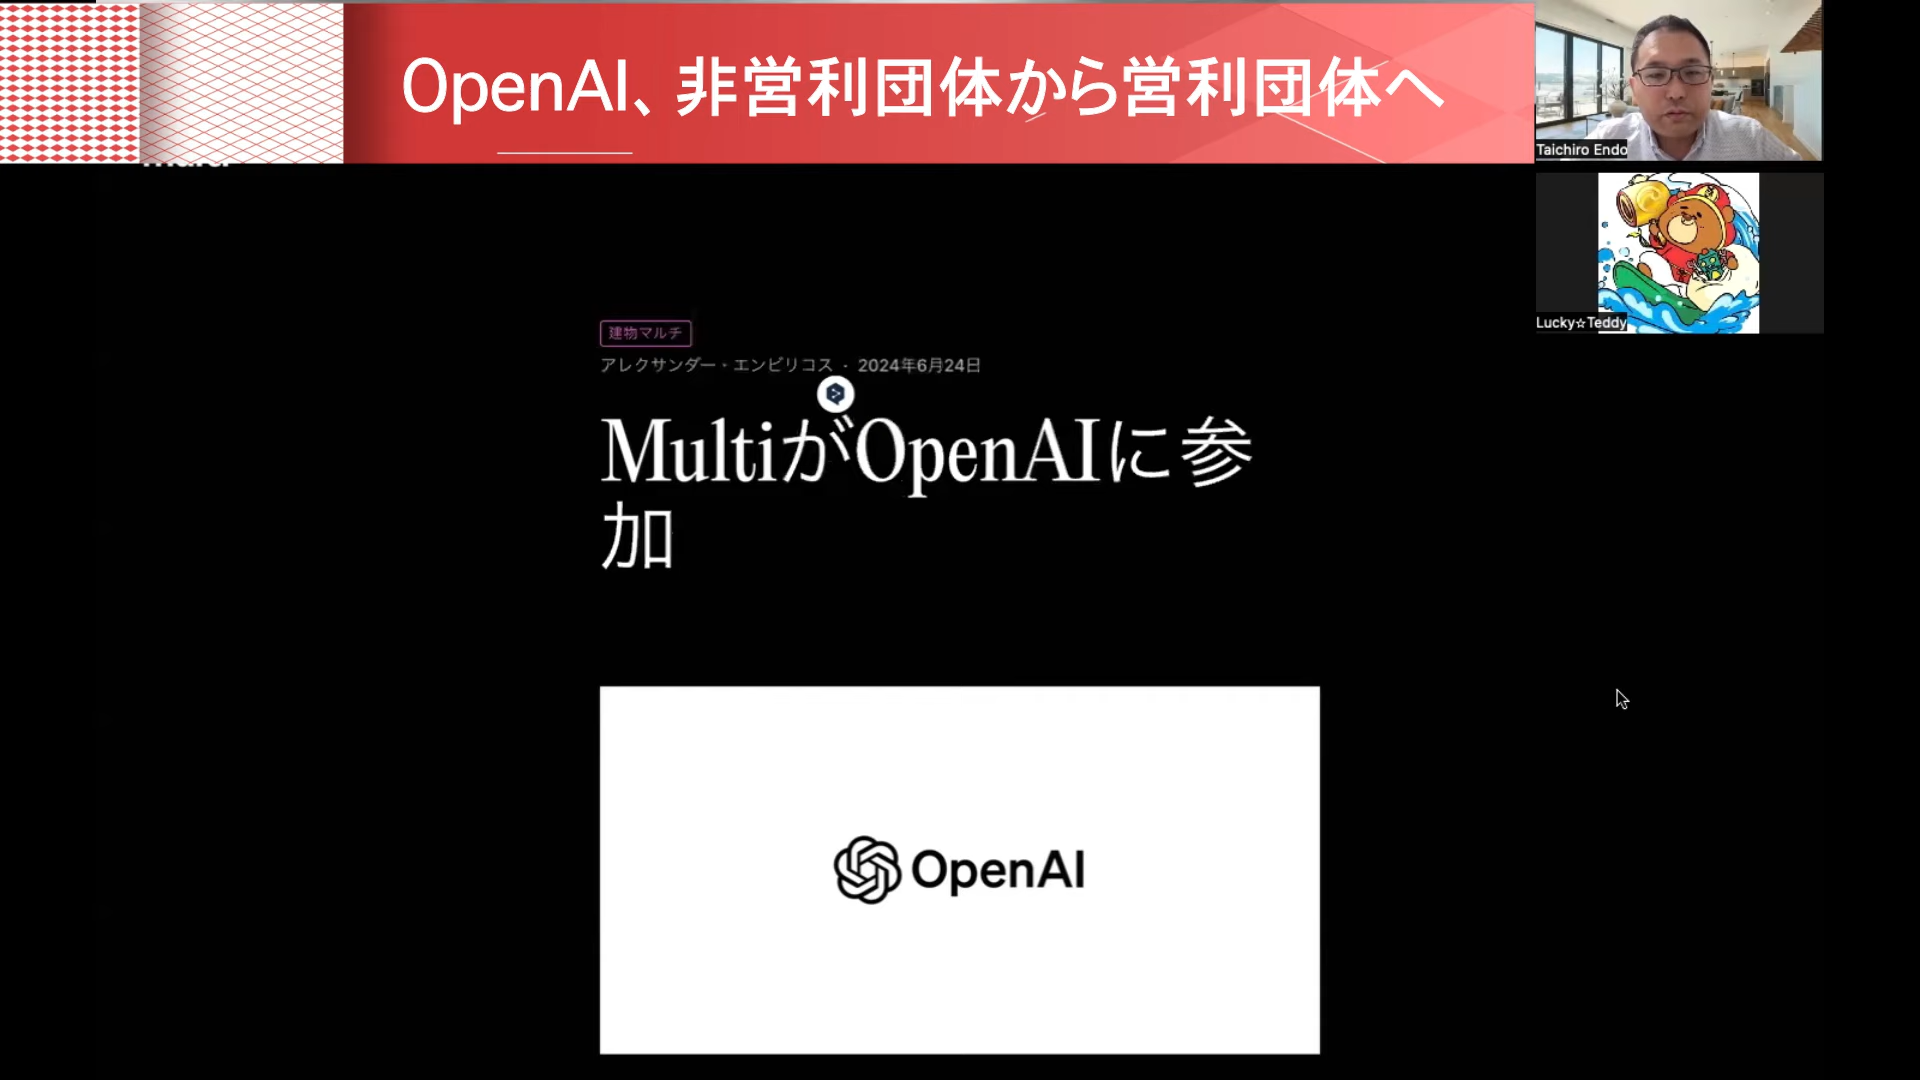 OpenAI、非営利団体から営利団体へ
Taichiro Endo
Lucky☆Teddy
建物マルチ
アレクサンダー・エンビリコス · 2024年6月24日
MultiがOpenAIに参
加
OpenAI